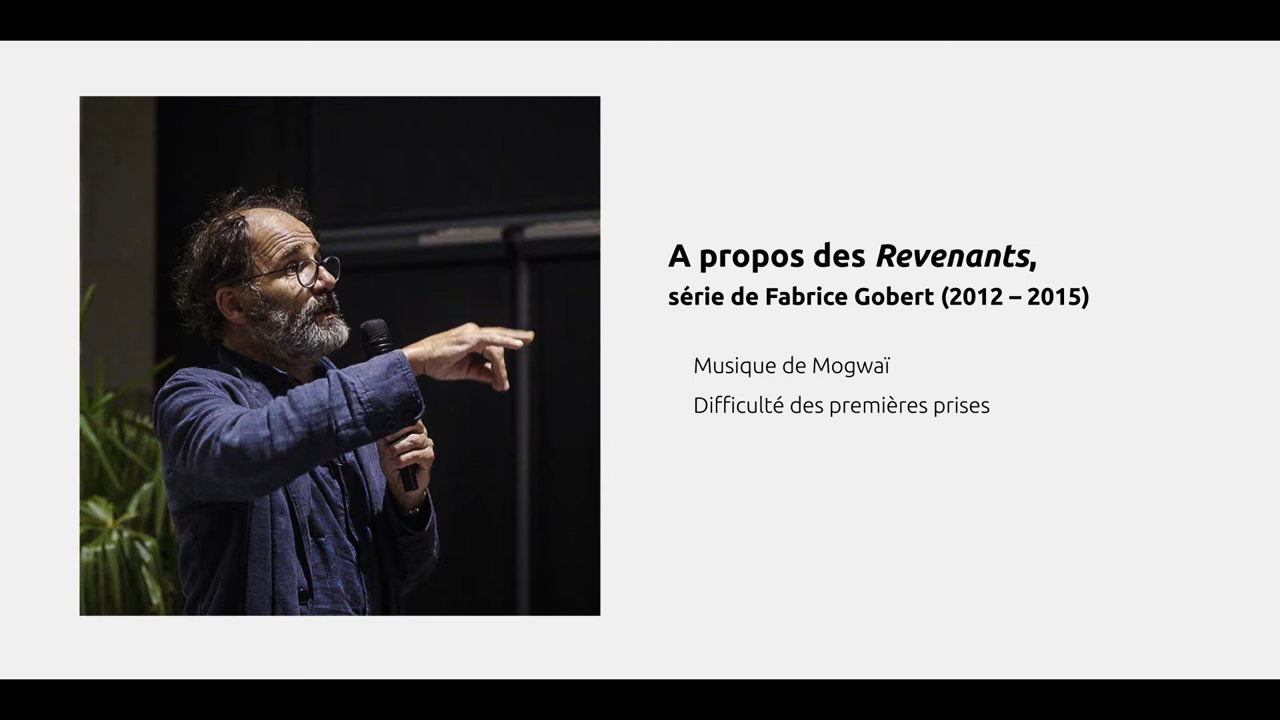 A propos des Revenants,
série de Fabrice Gobert (2012 – 2015)
Musique de Mogwaï
Difficulté des premières prises